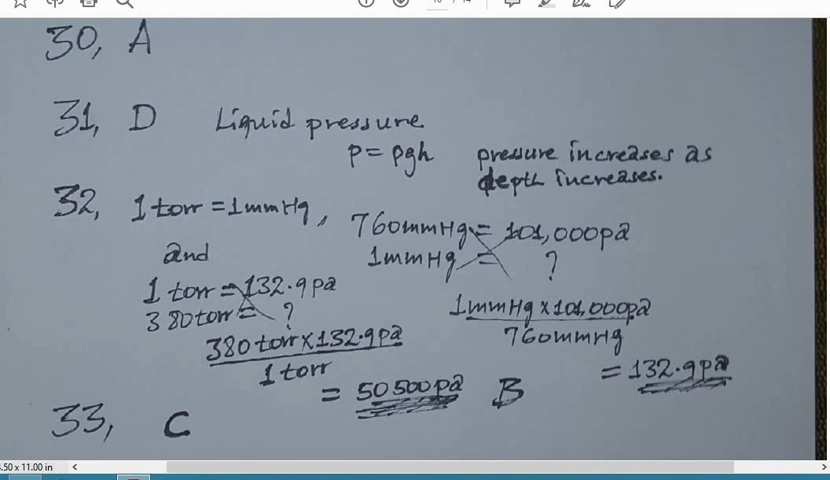 30, A
31, D Liquid pressure
p = ρgh pressure increases as
depth increases.
32, 1 torr = 1mmHg, 760mmHg = 101,000pa
and 1mmHg = ?
1 torr = 132.9pa
380torr = ? 1mmHg x 101,000pa
760mmHg
380 torr x 132.9pa
1 torr
= 50500pa B = 132.9pa
33, C
.50 x 11.00 in